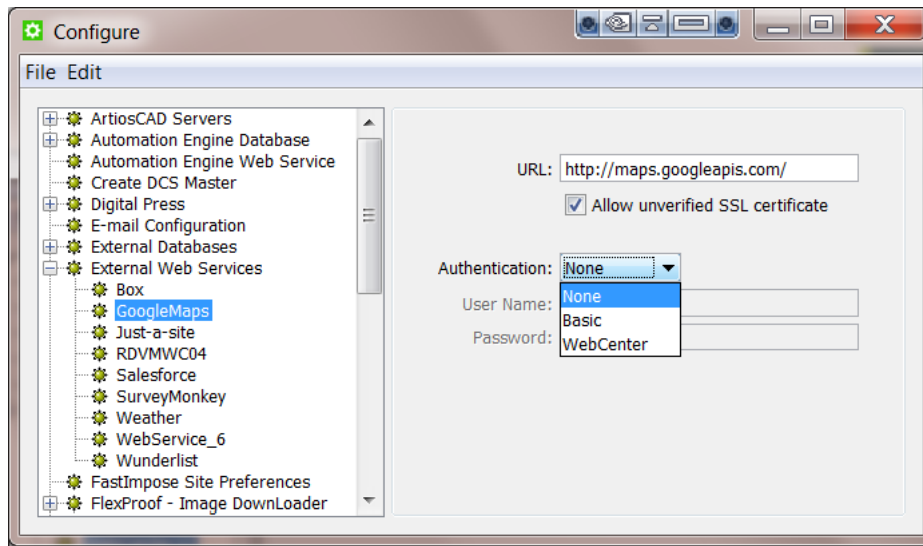 Configure
File Edit
ArtiosCAD Servers
Automation Engine Database
Automation Engine Web Service
Create DCS Master
Digital Press
E-mail Configuration
External Databases
External Web Services
Box
GoogleMaps
Just-a-site
RDVMWC04
Salesforce
SurveyMonkey
Weather
WebService_6
Wunderlist
FastImpose Site Preferences
FlexProof - Image DownLoader
URL: http://maps.googleapis.com/
Allow unverified SSL certificate
Authentication: None
User Name:
Password:
None
Basic
WebCenter